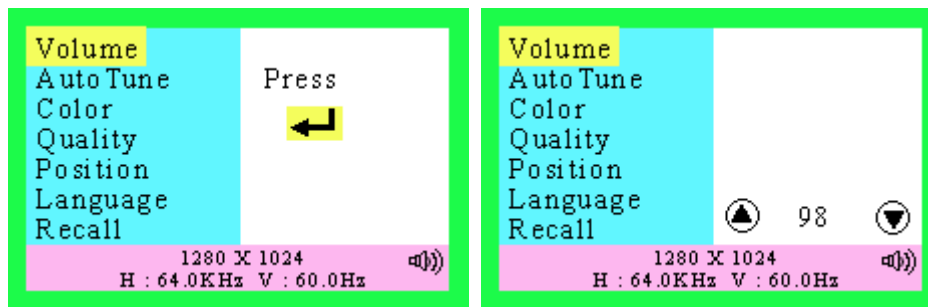 Volume
Auto Tune
Press
Color
Quality
Position
Language
Recall
1280 X 1024
H : 64.0KHz V : 60.0Hz
Volume
Auto Tune
Color
Quality
Position
Language
98
Recall
1280 X 1024
H : 64.0KHz V : 60.0Hz